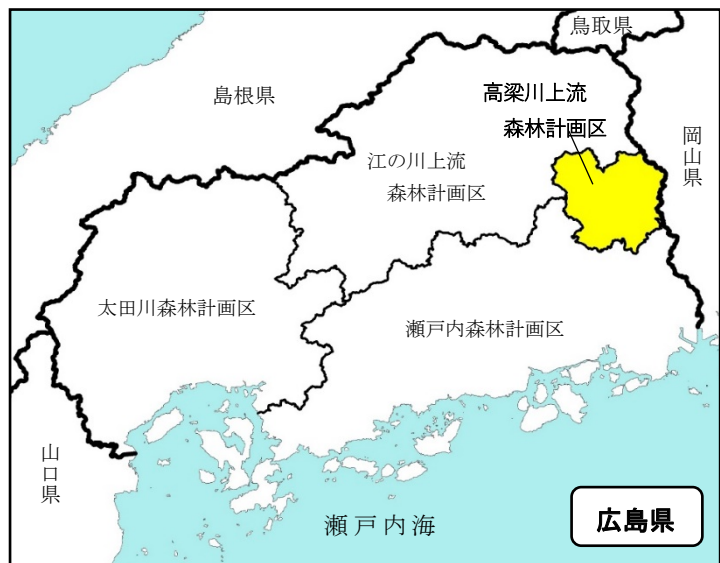 鳥取県
島根県
高梁川上流
森林計画区
岡山県
江の川上流
森林計画区
太田川森林計画区
瀬戸内森林計画区
山口県
瀬戸内海
広島県